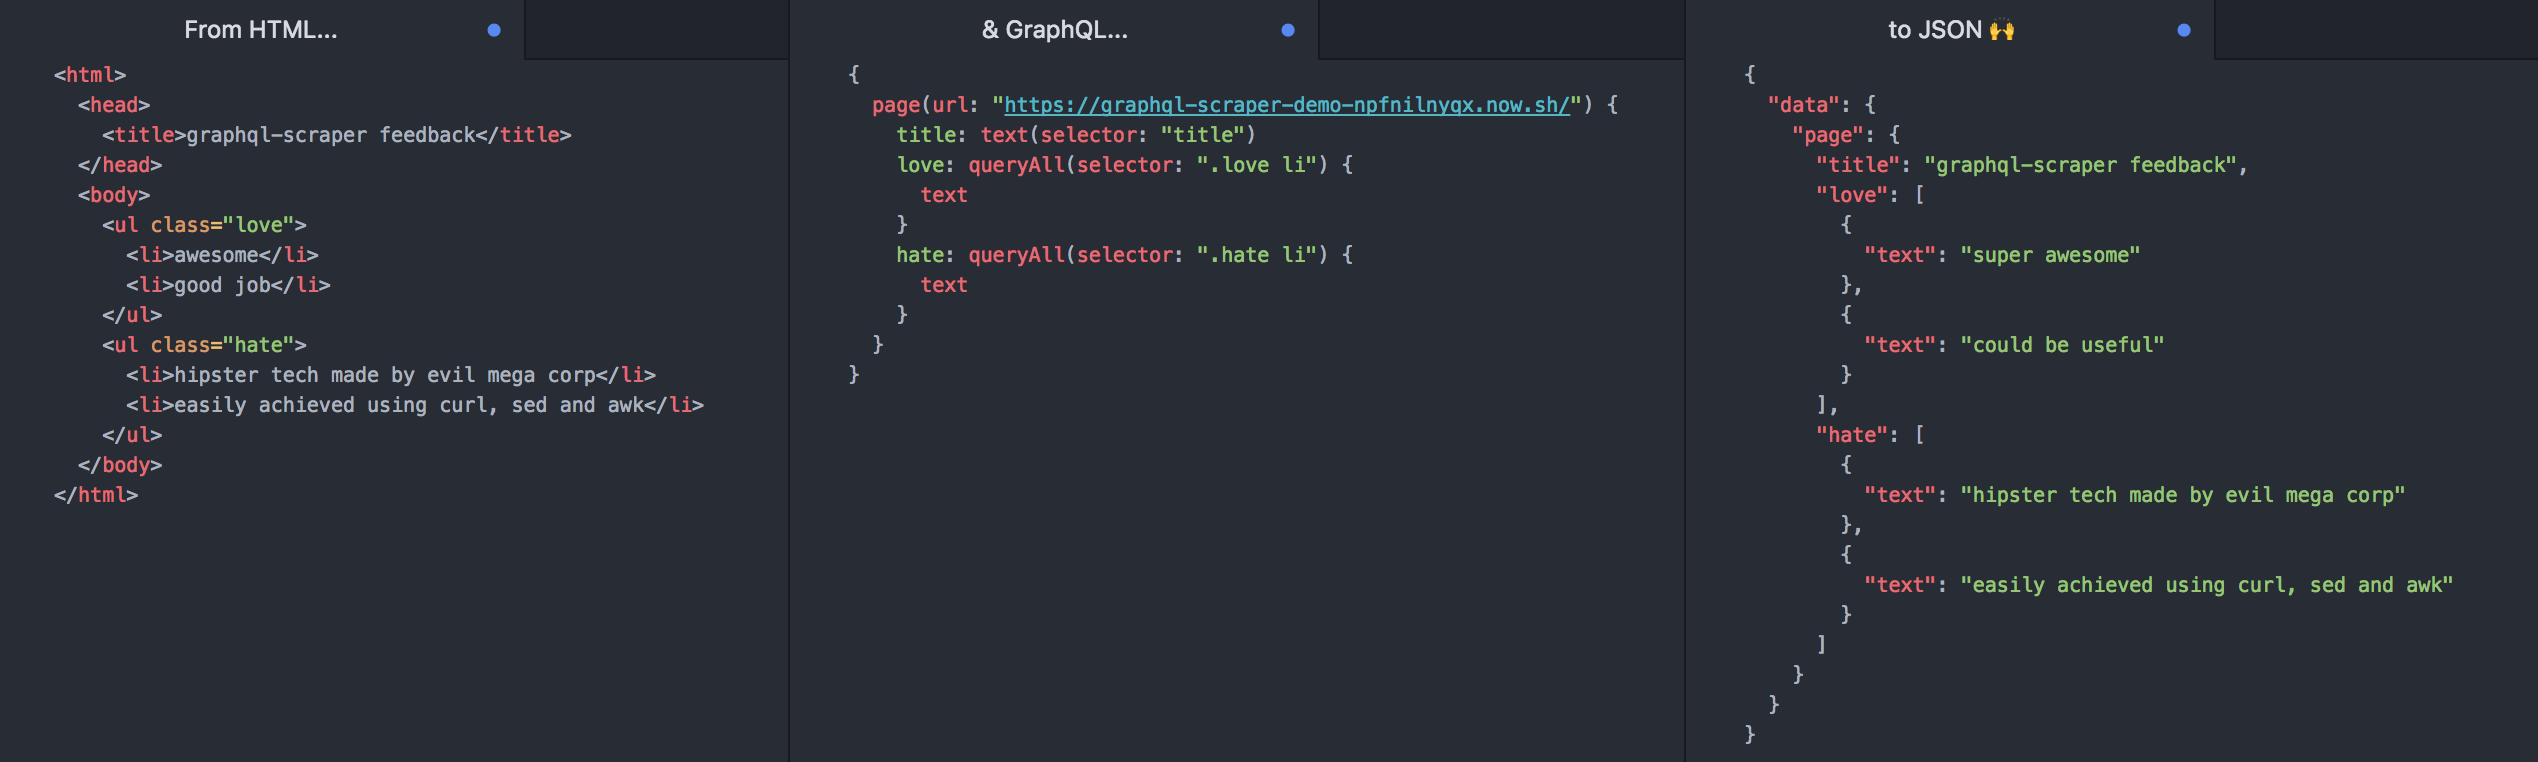 From HTML...
<html>
  <head>
    <title>graphql-scraper feedback</title>
  </head>
  <body>
    <ul class="love">
      <li>awesome</li>
      <li>good job</li>
    </ul>
    <ul class="hate">
      <li>hipster tech made by evil mega corp</li>
      <li>easily achieved using curl, sed and awk</li>
    </ul>
  </body>
</html>
& GraphQL...
{
  page(url: "https://graphql-scraper-demo-npfnilnyqx.now.sh/") {
    title: text(selector: "title")
    love: queryAll(selector: ".love li") {
      text
    }
    hate: queryAll(selector: ".hate li") {
      text
    }
  }
}
to JSON 🙌
{
  "data": {
    "page": {
      "title": "graphql-scraper feedback",
      "love": [
        {
          "text": "super awesome"
        },
        {
          "text": "could be useful"
        }
      ],
      "hate": [
        {
          "text": "hipster tech made by evil mega corp"
        },
        {
          "text": "easily achieved using curl, sed and awk"
        }
      ]
    }
  }
}